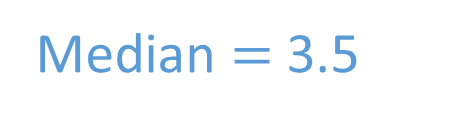 Median = 3.5